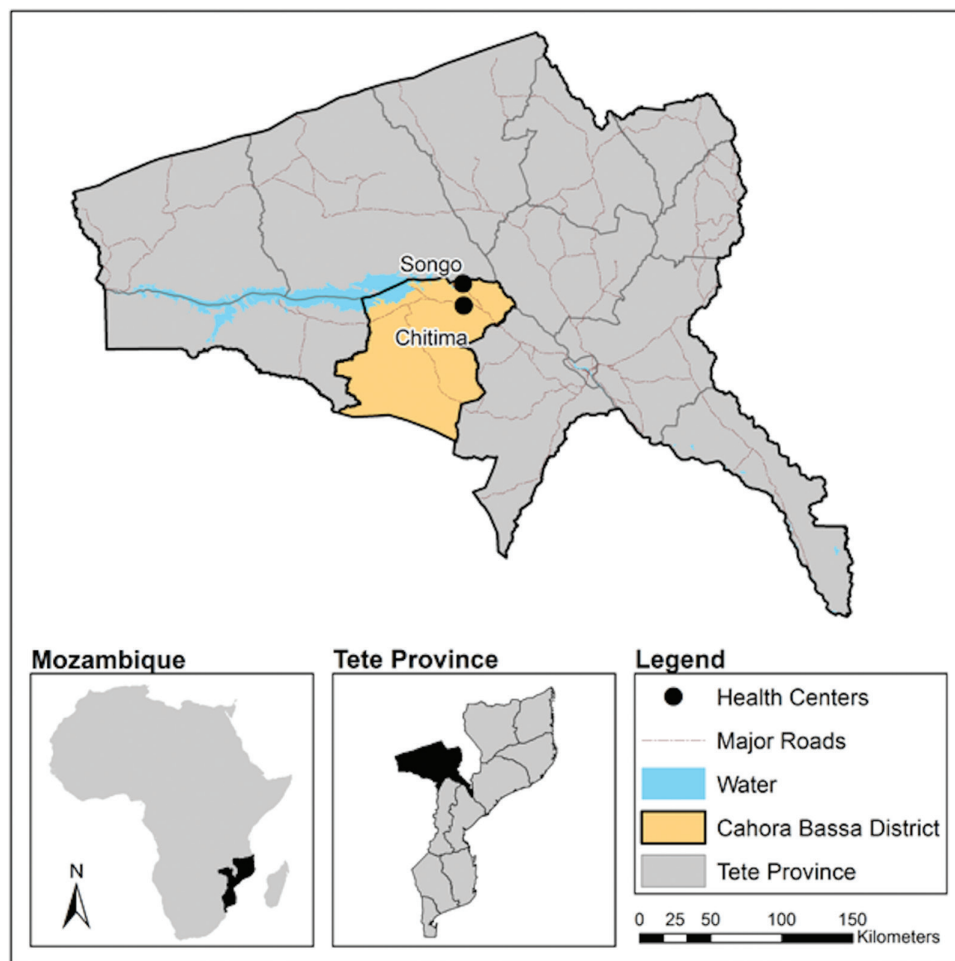 Songo
Chitima
Mozambique
Tete Province
Legend
Health Centers
Major Roads
Water
Cahora Bassa District
Tete Province
N
0 25 50 100 150
Kilometers